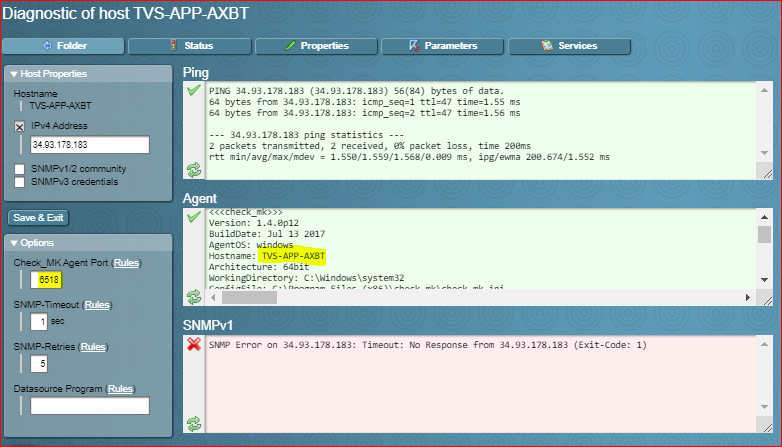 Diagnostic of host TVS-APP-AXBT
Folder
Status
Properties
Parameters
Services
Host Properties
Hostname
TVS-APP-AXBT
IPv4 Address
34.93.178.183
SNMPv1/2 community
SNMPv3 credentials
Save & Exit
Options
Check_MK Agent Port (Rules)
6518
SNMP-Timeout (Rules)
1 sec
SNMP-Retries (Rules)
5
Datasource Program (Rules)
Ping
PING 34.93.178.183 (34.93.178.183) 56(84) bytes of data.
64 bytes from 34.93.178.183: icmp_seq=1 ttl=47 time=1.55 ms
64 bytes from 34.93.178.183: icmp_seq=2 ttl=47 time=1.56 ms
--- 34.93.178.183 ping statistics ---
2 packets transmitted, 2 received, 0% packet loss, time 200ms
rtt min/avg/max/mdev = 1.550/1.559/1.568/0.009 ms, ipg/ewma 200.674/1.552 ms
Agent
<<<check_mk>>>
Version: 1.4.0p12
BuildDate: Jul 13 2017
AgentOS: windows
Hostname: TVS-APP-AXBT
Architecture: 64bit
WorkingDirectory: C:\Windows\system32
ConfigFile: C:\Program Files (x86)\check_mk\check_mk.ini
SNMPv1
SNMP Error on 34.93.178.183: Timeout: No Response from 34.93.178.183 (Exit-Code: 1)